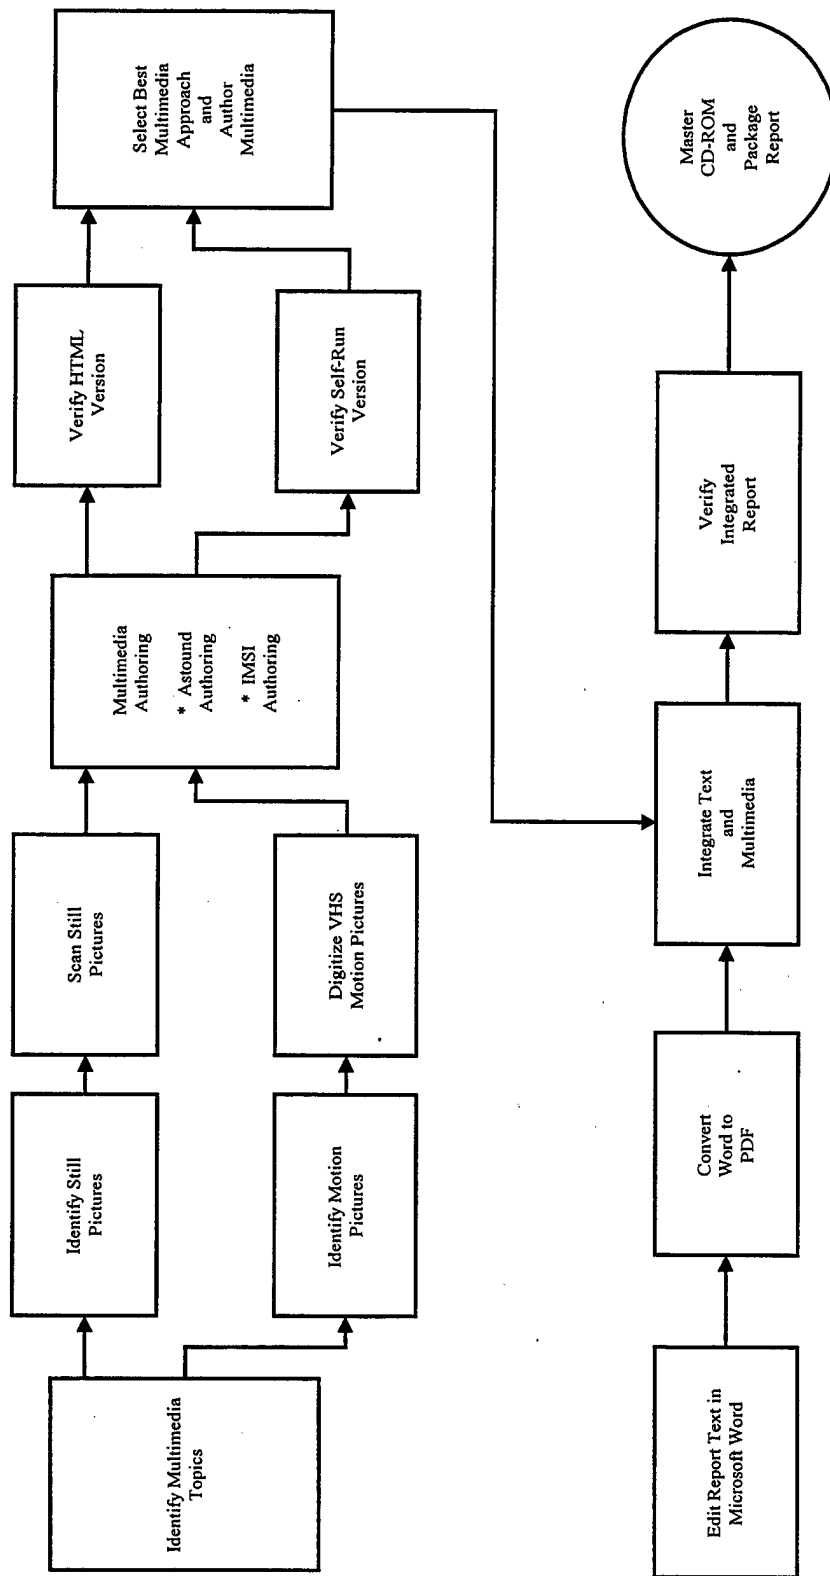 Identify Multimedia
Topics
Identify Still
Pictures
Scan Still
Pictures
Identify Motion
Pictures
Digitize VHS
Motion Pictures
Multimedia
Authoring
* Astound
Authoring
* IMSI
Authoring
Verify HTML
Version
Verify Self-Run
Version
Select Best
Multimedia
Approach
and
Author
Multimedia
Edit Report Text in
Microsoft Word
Convert
Word to
PDF
Integrate Text
and
Multimedia
Verify
Integrated
Report
Master
CD-ROM
and
Package
Report